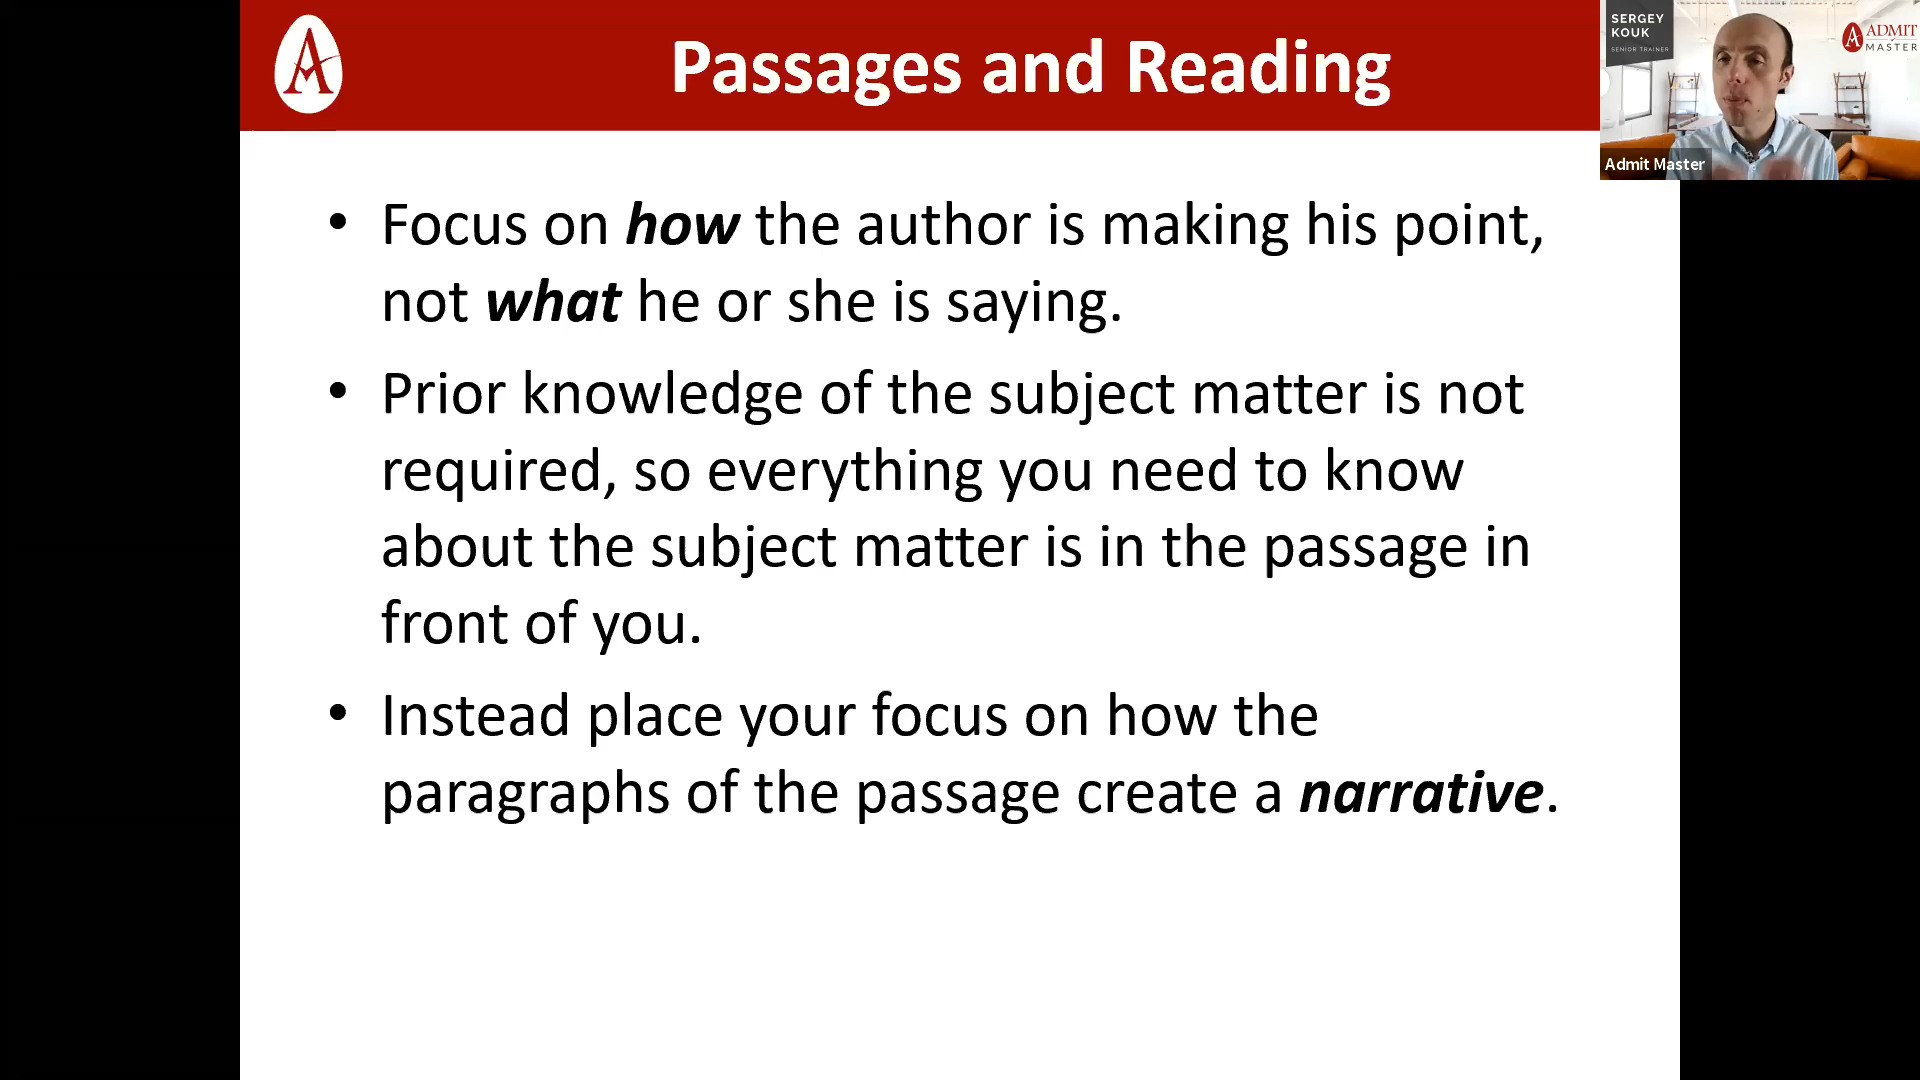 Passages and Reading
SERGEY
KOUK
SENIOR TRAINER
ADMIT
MASTER
Admit Master
• Focus on how the author is making his point,
not what he or she is saying.
• Prior knowledge of the subject matter is not
required, so everything you need to know
about the subject matter is in the passage in
front of you.
• Instead place your focus on how the
paragraphs of the passage create a narrative.